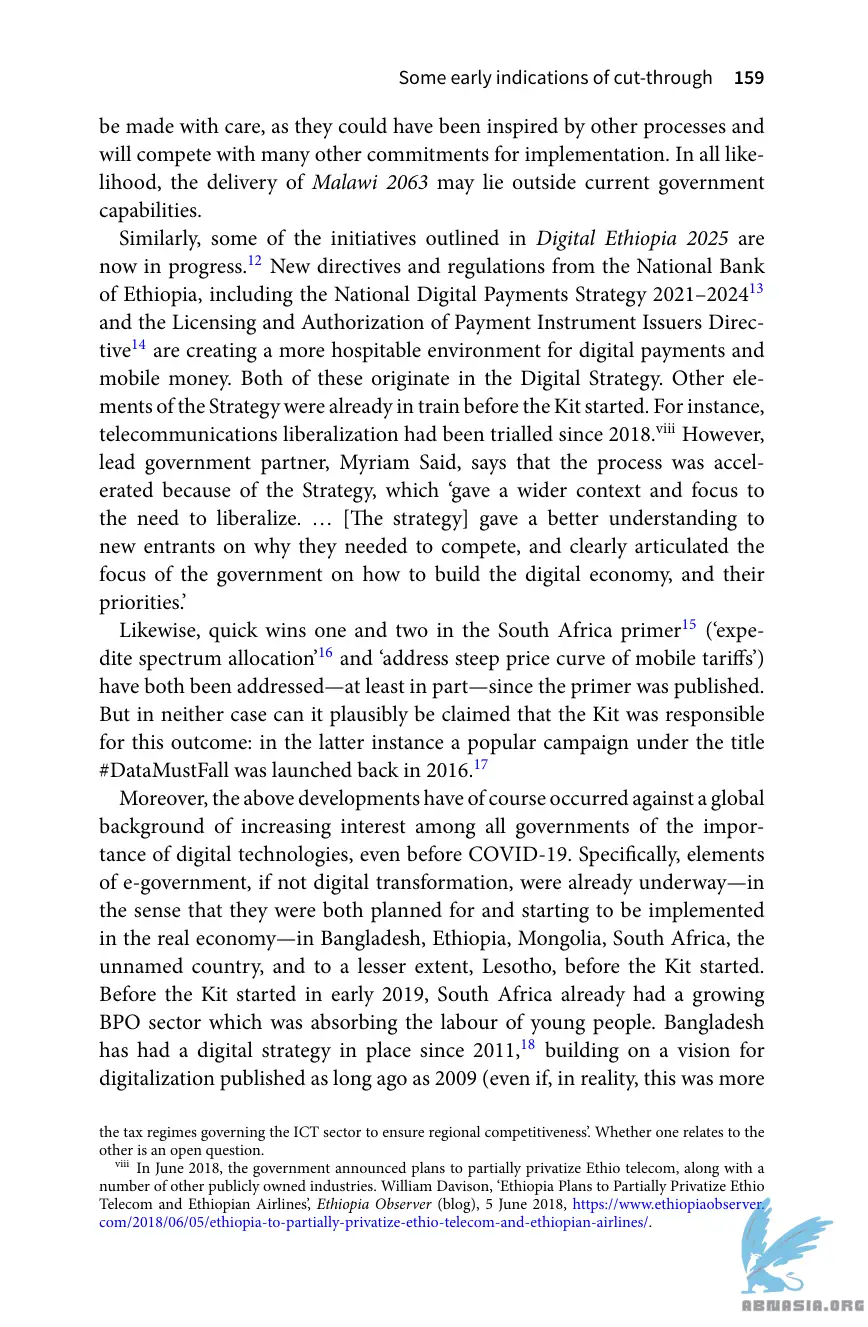 Some early indications of cut-through 159
be made with care, as they could have been inspired by other processes and
will compete with many other commitments for implementation. In all like-
lihood, the delivery of Malawi 2063 may lie outside current government
capabilities.
Similarly, some of the initiatives outlined in Digital Ethiopia 2025 are
now in progress.12 New directives and regulations from the National Bank
of Ethiopia, including the National Digital Payments Strategy 2021–202413
and the Licensing and Authorization of Payment Instrument Issuers Direc-
tive14 are creating a more hospitable environment for digital payments and
mobile money. Both of these originate in the Digital Strategy. Other ele-
ments of the Strategy were already in train before the Kit started. For instance,
telecommunications liberalization had been trialled since 2018.viii However,
lead government partner, Myriam Said, says that the process was accel-
erated because of the Strategy, which ‘gave a wider context and focus to
the need to liberalize. … [The strategy] gave a better understanding to
new entrants on why they needed to compete, and clearly articulated the
focus of the government on how to build the digital economy, and their
priorities.’
Likewise, quick wins one and two in the South Africa primer15 (‘expe-
dite spectrum allocation’16 and ‘address steep price curve of mobile tariffs’)
have both been addressed—at least in part—since the primer was published.
But in neither case can it plausibly be claimed that the Kit was responsible
for this outcome: in the latter instance a popular campaign under the title
#DataMustFall was launched back in 2016.17
Moreover, the above developments have of course occurred against a global
background of increasing interest among all governments of the impor-
tance of digital technologies, even before COVID-19. Specifically, elements
of e-government, if not digital transformation, were already underway—in
the sense that they were both planned for and starting to be implemented
in the real economy—in Bangladesh, Ethiopia, Mongolia, South Africa, the
unnamed country, and to a lesser extent, Lesotho, before the Kit started.
Before the Kit started in early 2019, South Africa already had a growing
BPO sector which was absorbing the labour of young people. Bangladesh
has had a digital strategy in place since 2011,18 building on a vision for
digitalization published as long ago as 2009 (even if, in reality, this was more
the tax regimes governing the ICT sector to ensure regional competitiveness’. Whether one relates to the
other is an open question.
viii In June 2018, the government announced plans to partially privatize Ethio telecom, along with a
number of other publicly owned industries. William Davison, ‘Ethiopia Plans to Partially Privatize Ethio
Telecom and Ethiopian Airlines’, Ethiopia Observer (blog), 5 June 2018, https://www.ethiopiaobserver.
com/2018/06/05/ethiopia-to-partially-privatize-ethio-telecom-and-ethiopian-airlines/.
ABNASIA.ORG